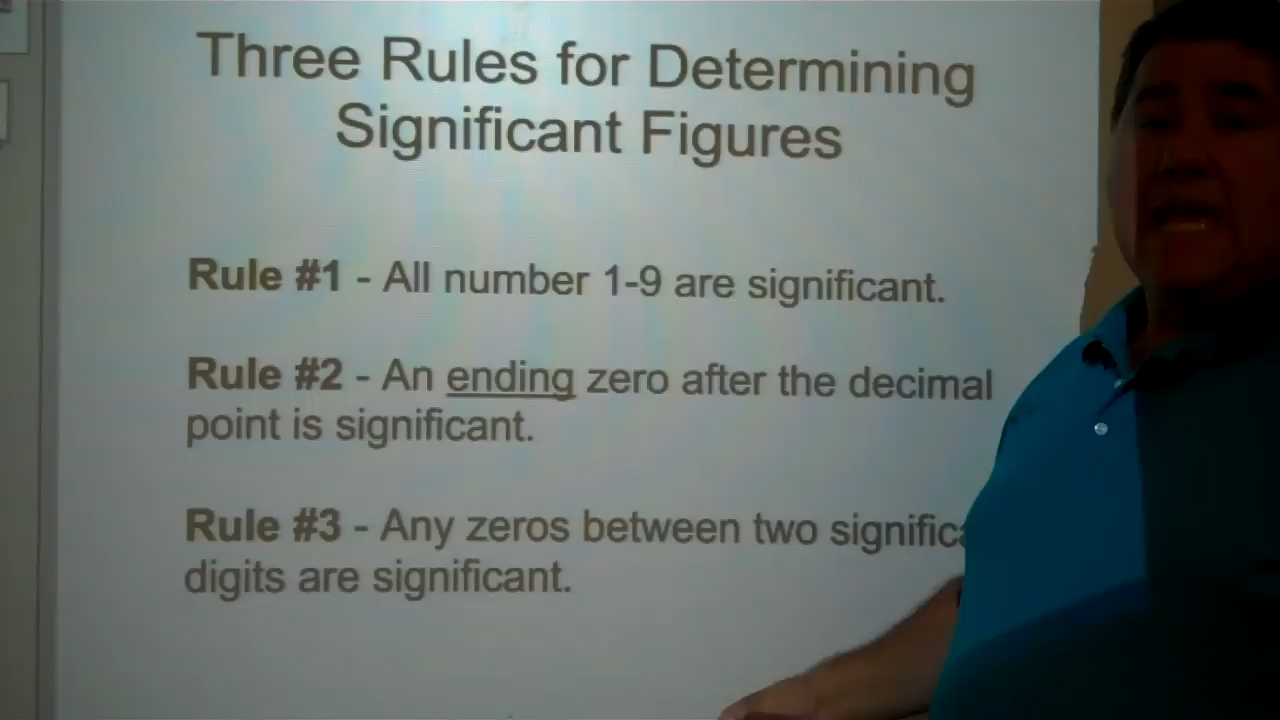 Three Rules for Determining
Significant Figures
Rule #1 - All number 1-9 are significant.
Rule #2 - An ending zero after the decimal
point is significant.
Rule #3 - Any zeros between two signific
digits are significant.